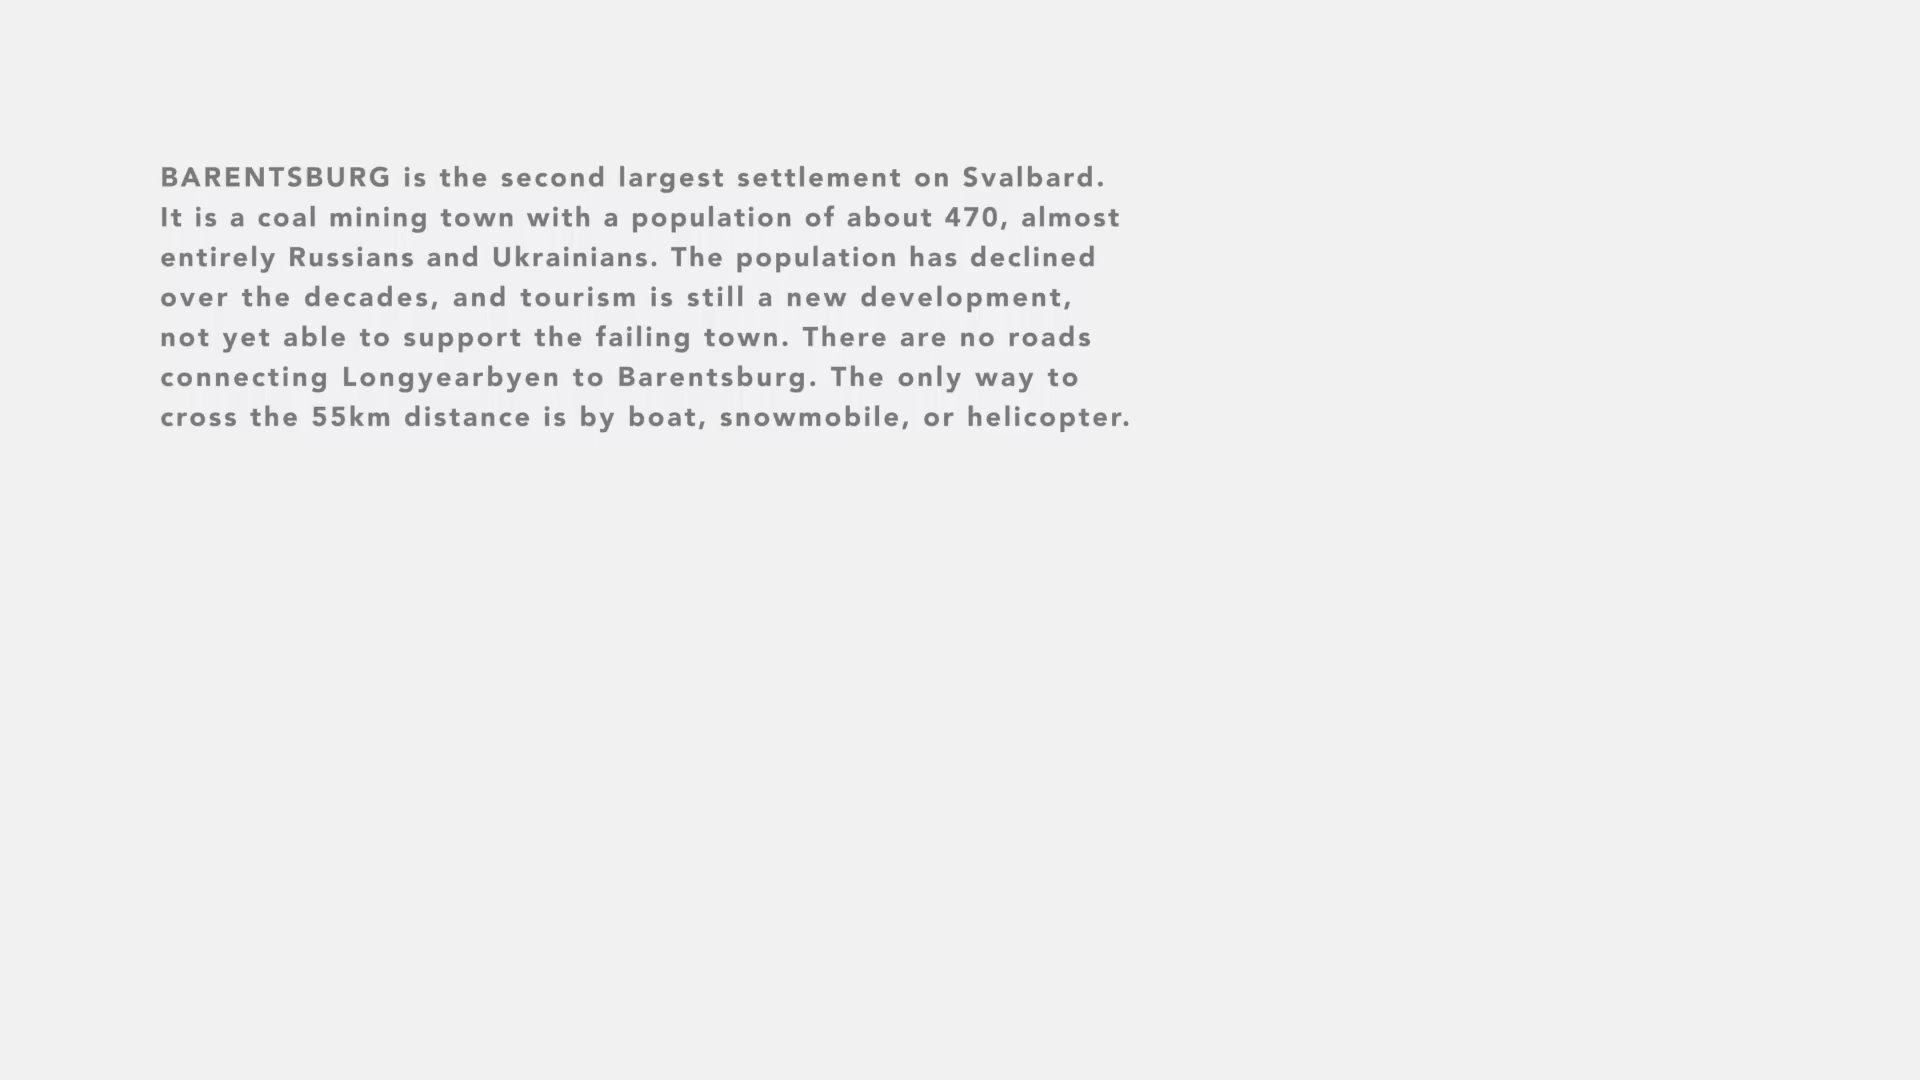 BARENTSBURG is the second largest settlement on Svalbard.
It is a coal mining town with a population of about 470, almost
entirely Russians and Ukrainians. The population has declined
over the decades, and tourism is still a new development,
not yet able to support the failing town. There are no roads
connecting Longyearbyen to Barentsburg. The only way to
cross the 55km distance is by boat, snowmobile, or helicopter.